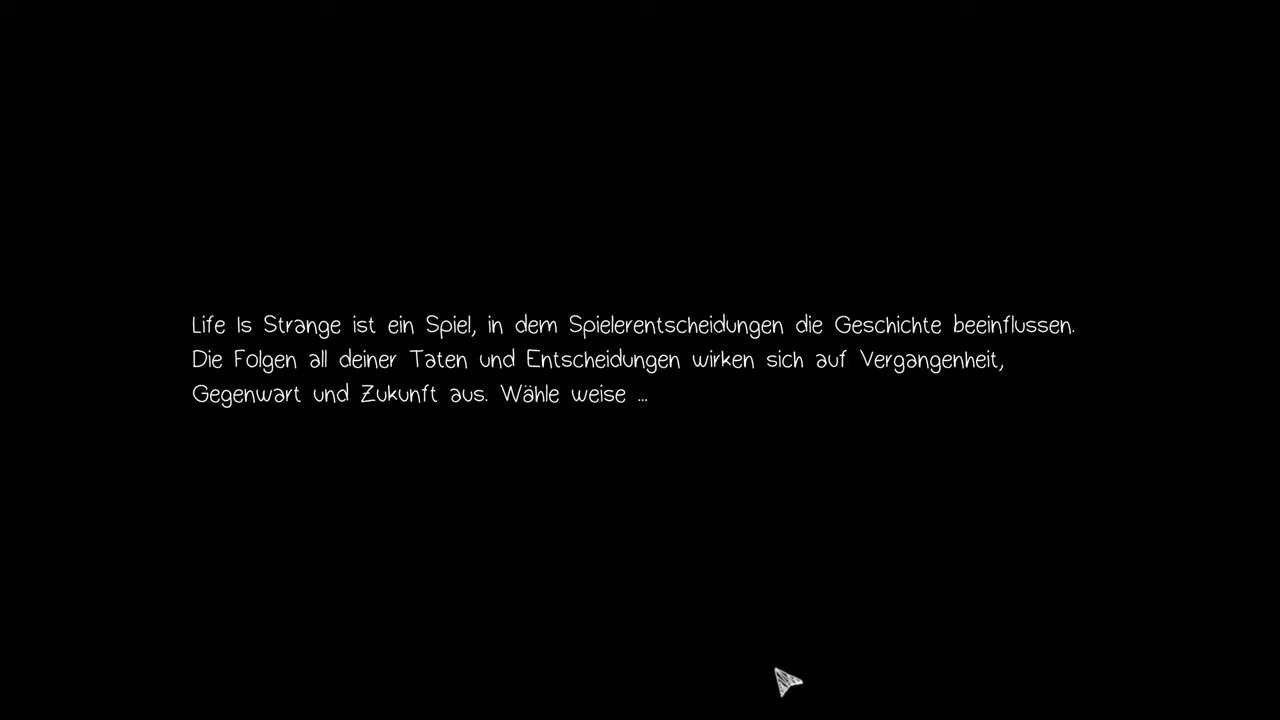 Life Is Strange ist ein Spiel, in dem Spielerentscheidungen die Geschichte beeinflussen.
Die Folgen all deiner Taten und Entscheidungen wirken sich auf Vergangenheit,
Gegenwart und Zukunft aus. Wähle weise ...